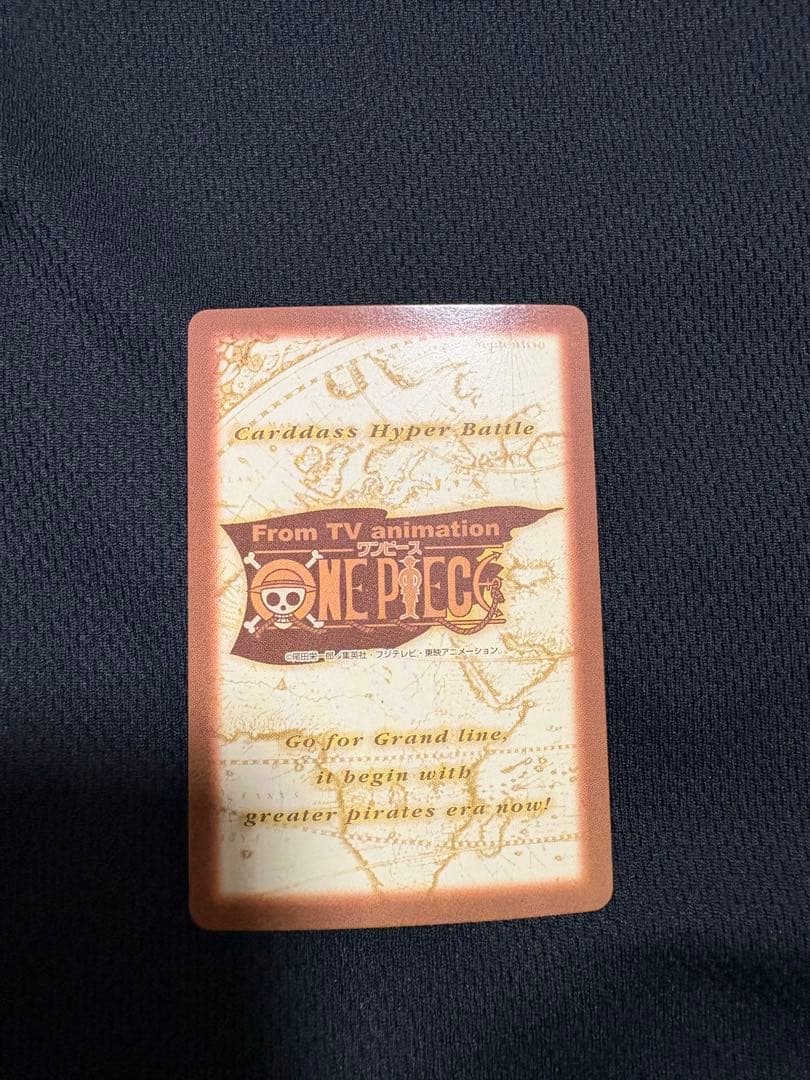 Septentrio
Carddass Hyper Battle
From TV animation
ワンピース
ONE PIECE
©尾田栄一郎／集英社・フジテレビ・東映アニメーション
Go for Grand line,
it begin with
greater pirates era now!